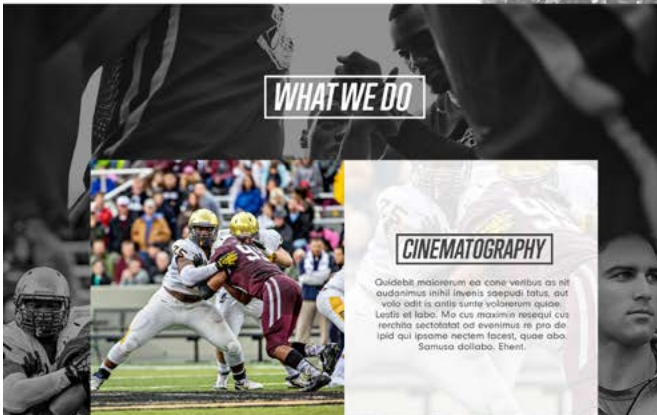 WHAT WE DO
CINEMATOGRAPHY
Quidebit maiorerum ea cone veribus as nit
audanimus inihil invenis saepudi tatus, aut
volo odit is antis sunte volorerum quiae.
Lestis et labo. Mo cus maximin resequi cus
rerchita sectotatat od evenimus re pro de
ipid qui ipsame nectem facest, quae abo.
Samusa dollabo. Ehent.